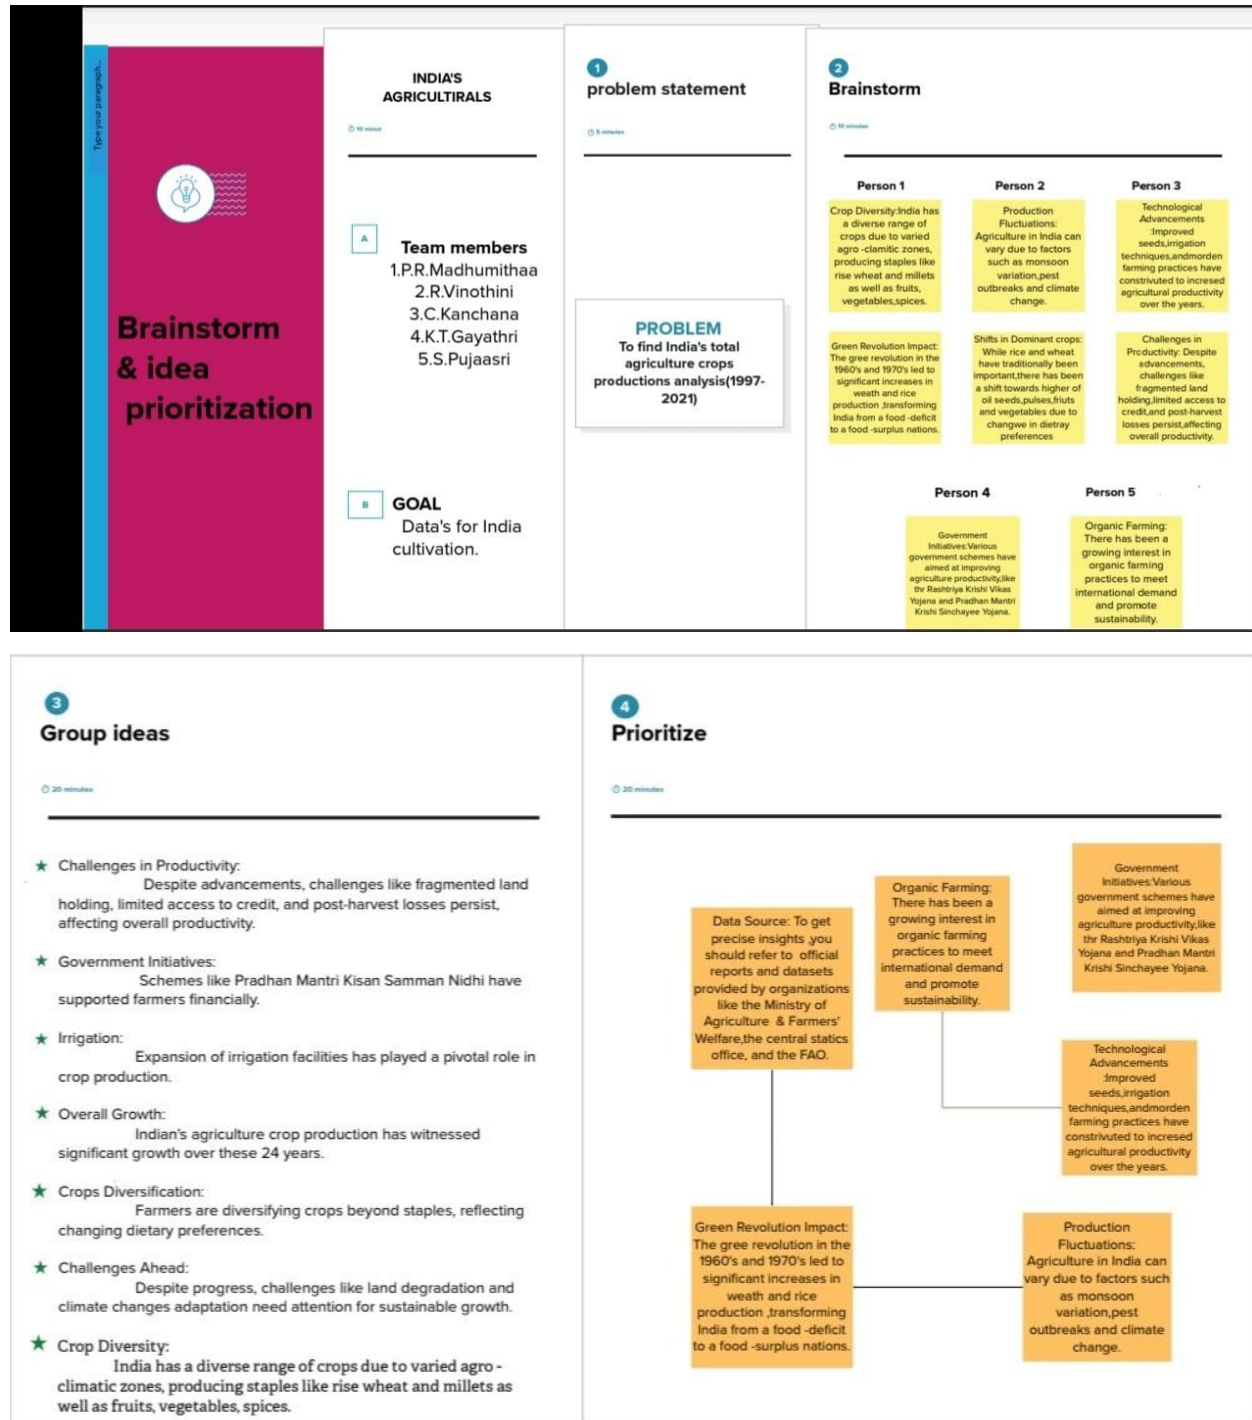 Type your paragraph...
Brainstorm
& idea
prioritization
INDIA'S
AGRICULTIRALS
10 minut
A
Team members
1.P.R.Madhumithaa
2.R.Vinothini
3.C.Kanchana
4.K.T.Gayathri
5.S.Pujaasri
B
GOAL
Data's for India
cultivation.
1
problem statement
5 minutes
PROBLEM
To find India's total
agriculture crops
productions analysis(1997-
2021)
2
Brainstorm
10 minutes
Person 1
Crop Diversity:India has
a diverse range of
crops due to varied
agro -clamitic zones,
producing staples like
rise wheat and millets
as well as fruits,
vegetables,spices.
Green Revolution Impact:
The gree revolution in the
1960's and 1970's led to
significant increases in
weath and rice
production ,transforming
India from a food -deficit
to a food -surplus nations.
Person 2
Production
Fluctuations:
Agriculture in India can
vary due to factors
such as monsoon
variation,pest
outbreaks and climate
change.
Shifts in Dominant crops:
While rice and wheat
have traditionally been
important,there has been
a shift towards higher of
oil seeds,pulses,friuts
and vegetables due to
changwe in dietray
preferences
Person 3
Technological
Advancements
:Improved
seeds,irrigation
techniques,andmorden
farming practices have
constrivuted to incresed
agricultural productivity
over the years.
Challenges in
Productivity: Despite
advancements,
challenges like
fragmented land
holding,limited access to
credit,and post-harvest
losses persist,affecting
overall productivity.
Person 4
Government
Initiatives:Various
government schemes have
aimed at improving
agriculture productivity,like
thr Rashtriya Krishi Vikas
Yojana and Pradhan Mantri
Krishi Sinchayee Yojana.
Person 5
Organic Farming:
There has been a
growing interest in
organic farming
practices to meet
international demand
and promote
sustainability.
3
Group ideas
20 minutes
Challenges in Productivity:
Despite advancements, challenges like fragmented land
holding, limited access to credit, and post-harvest losses persist,
affecting overall productivity.
Government Initiatives:
Schemes like Pradhan Mantri Kisan Samman Nidhi have
supported farmers financially.
Irrigation:
Expansion of irrigation facilities has played a pivotal role in
crop production.
Overall Growth:
Indian's agriculture crop production has witnessed
significant growth over these 24 years.
Crops Diversification:
Farmers are diversifying crops beyond staples, reflecting
changing dietary preferences.
Challenges Ahead:
Despite progress, challenges like land degradation and
climate changes adaptation need attention for sustainable growth.
Crop Diversity:
India has a diverse range of crops due to varied agro -
climatic zones, producing staples like rise wheat and millets as
well as fruits, vegetables, spices.
4
Prioritize
20 minutes
Data Source: To get
precise insights ,you
should refer to official
reports and datasets
provided by organizations
like the Ministry of
Agriculture & Farmers'
Welfare,the central statics
office, and the FAO.
Organic Farming:
There has been a
growing interest in
organic farming
practices to meet
international demand
and promote
sustainability.
Government
Initiatives:Various
government schemes have
aimed at improving
agriculture productivity,like
thr Rashtriya Krishi Vikas
Yojana and Pradhan Mantri
Krishi Sinchayee Yojana.
Technological
Advancements
:Improved
seeds,irrigation
techniques,andmorden
farming practices have
constrivuted to incresed
agricultural productivity
over the years.
Green Revolution Impact:
The gree revolution in the
1960's and 1970's led to
significant increases in
weath and rice
production ,transforming
India from a food -deficit
to a food -surplus nations.
Production
Fluctuations:
Agriculture in India can
vary due to factors such
as monsoon
variation,pest
outbreaks and climate
change.